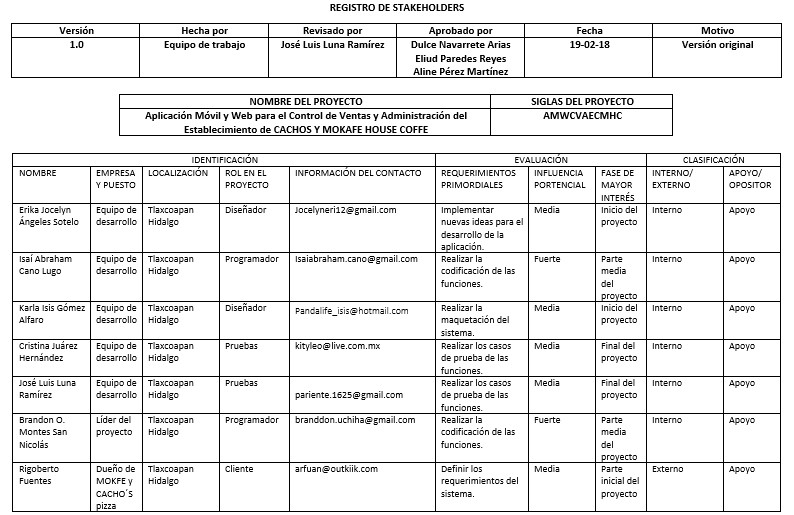 REGISTRO DE STAKEHOLDERS
Versión Hecha por Revisado por Aprobado por Fecha Motivo
1.0 Equipo de trabajo José Luis Luna Ramírez Dulce Navarrete Arias 19-02-18 Versión original
Eliud Paredes Reyes
Aline Pérez Martínez
NOMBRE DEL PROYECTO SIGLAS DEL PROYECTO
Aplicación Móvil y Web para el Control de Ventas y Administración del AMWCVAECMHC
Establecimiento de CACHOS Y MOKAFE HOUSE COFFE
IDENTIFICACIÓN EVALUACIÓN CLASIFICACIÓN
NOMBRE EMPRESA LOCALIZACIÓN ROL EN EL INFORMACIÓN DEL CONTACTO REQUERIMIENTOS INFLUENCIA FASE DE INTERNO/ APOYO/
Y PUESTO PROYECTO PRIMORDIALES PORTENCIAL MAYOR EXTERNO OPOSITOR
INTERÉS
Erika Jocelyn Equipo de Tlaxcoapan Diseñador Jocelyneri12@gmail.com Implementar Media Inicio del Interno Apoyo
Ángeles Sotelo desarrollo Hidalgo nuevas ideas para el proyecto
desarrollo de la
aplicación.
Isaí Abraham Equipo de Tlaxcoapan Programador Isaiabraham.cano@gmail.com Realizar la Fuerte Parte Interno Apoyo
Cano Lugo desarrollo Hidalgo codificación de las media
funciones. del
proyecto
Karla Isis Gómez Equipo de Tlaxcoapan Diseñador Pandalife_isis@hotmail.com Realizar la Media Inicio del Interno Apoyo
Alfaro desarrollo Hidalgo maquetación del proyecto
sistema.
Cristina Juárez Equipo de Tlaxcoapan Pruebas kityleo@live.com.mx Realizar los casos Media Final del Interno Apoyo
Hernández desarrollo Hidalgo de prueba de las proyecto
funciones.
José Luis Luna Equipo de Tlaxcoapan Pruebas Realizar los casos Media Final del Interno Apoyo
Ramírez desarrollo Hidalgo pariente.1625@gmail.com de prueba de las proyecto
funciones.
Brandon O. Líder del Tlaxcoapan Programador branddon.uchiha@gmail.com Realizar la Fuerte Parte Interno Apoyo
Montes San proyecto Hidalgo codificación de las media
Nicolás funciones. del
proyecto
Rigoberto Dueño de Tlaxcoapan Cliente arfuan@outkiik.com Definir los Media Parte Externo Apoyo
Fuentes MOKFE y Hidalgo requerimientos del inicial del
CACHO´S sistema. proyecto
pizza